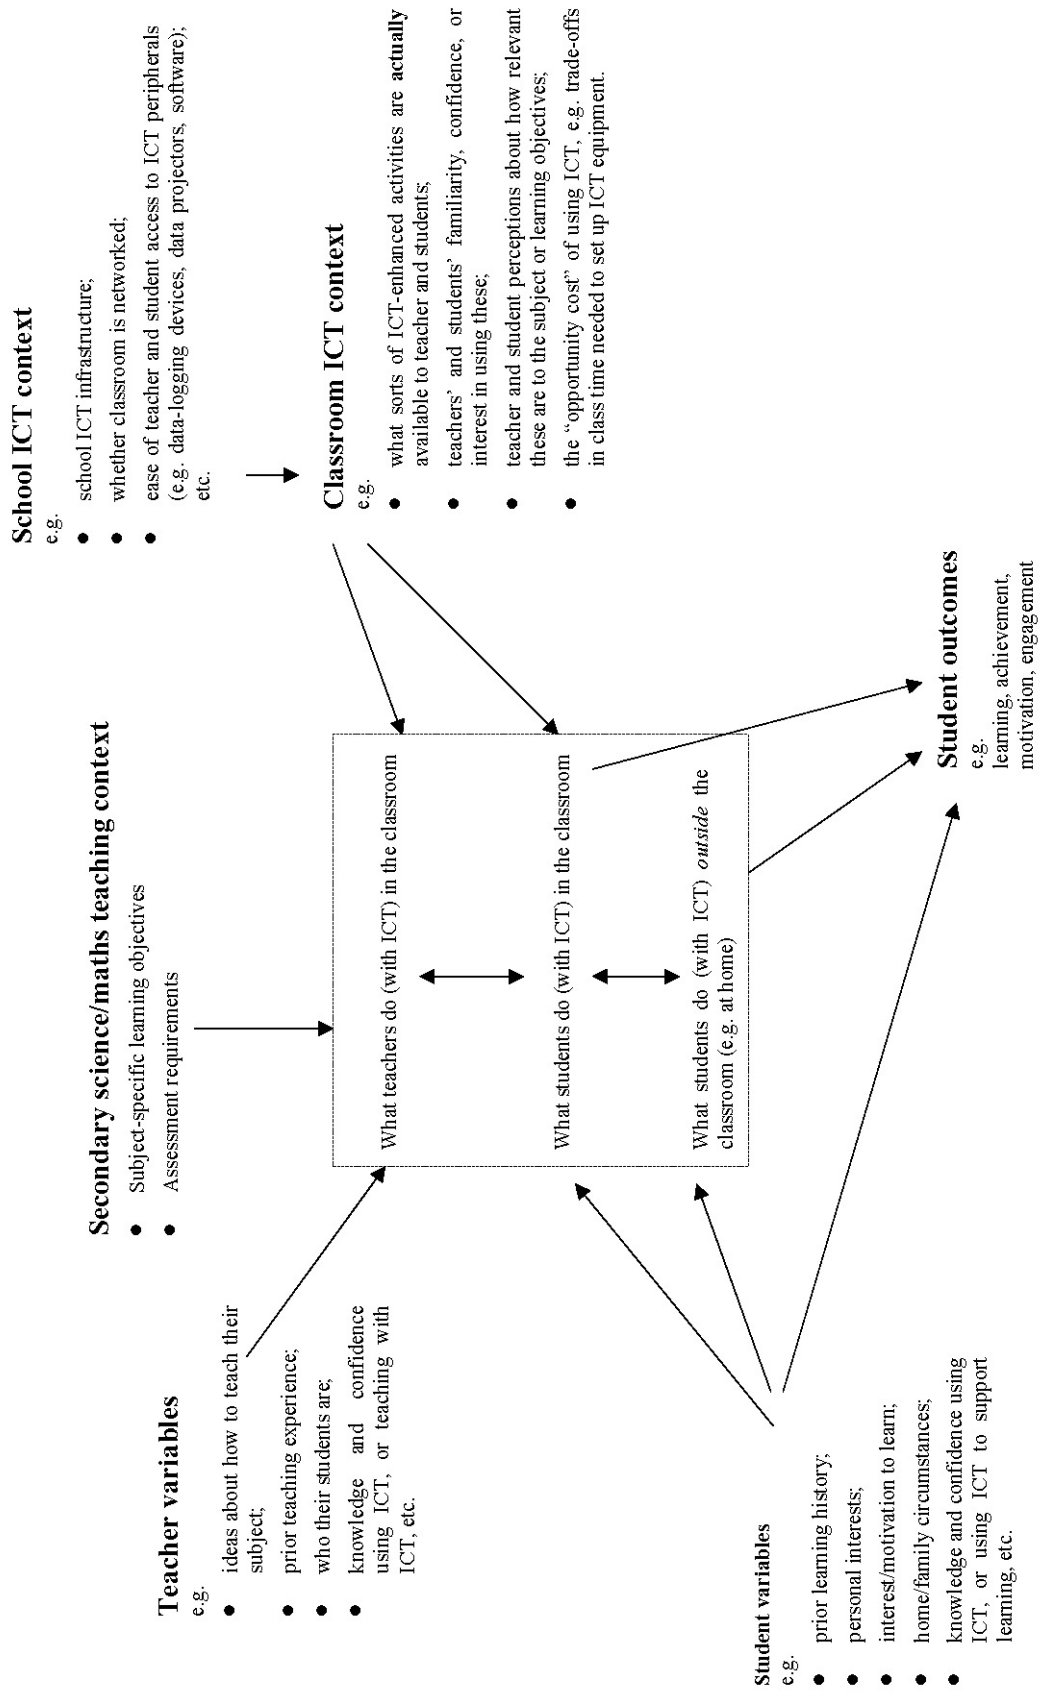 School ICT context
e.g.
● school ICT infrastructure;
● whether classroom is networked;
● ease of teacher and student access to ICT peripherals
(e.g. data-logging devices, data projectors, software);
etc.
Secondary science/maths teaching context
● Subject-specific learning objectives
● Assessment requirements
Teacher variables
e.g.
● ideas about how to teach their
subject;
● prior teaching experience;
● who their students are;
● knowledge and confidence
using ICT, or teaching with
ICT, etc.
Classroom ICT context
e.g.
● what sorts of ICT-enhanced activities are actually
available to teacher and students;
● teachers' and students' familiarity, confidence, or
interest in using these;
● teacher and student perceptions about how relevant
these are to the subject or learning objectives;
● the “opportunity cost” of using ICT, e.g. trade-offs
in class time needed to set up ICT equipment.
What teachers do (with ICT) in the classroom
What students do (with ICT) in the classroom
What students do (with ICT) outside the
classroom (e.g. at home)
Student variables
e.g.
● prior learning history;
● personal interests;
● interest/motivation to learn;
● home/family circumstances;
● knowledge and confidence using
ICT, or using ICT to support
learning, etc.
Student outcomes
e.g.
learning, achievement,
motivation, engagement